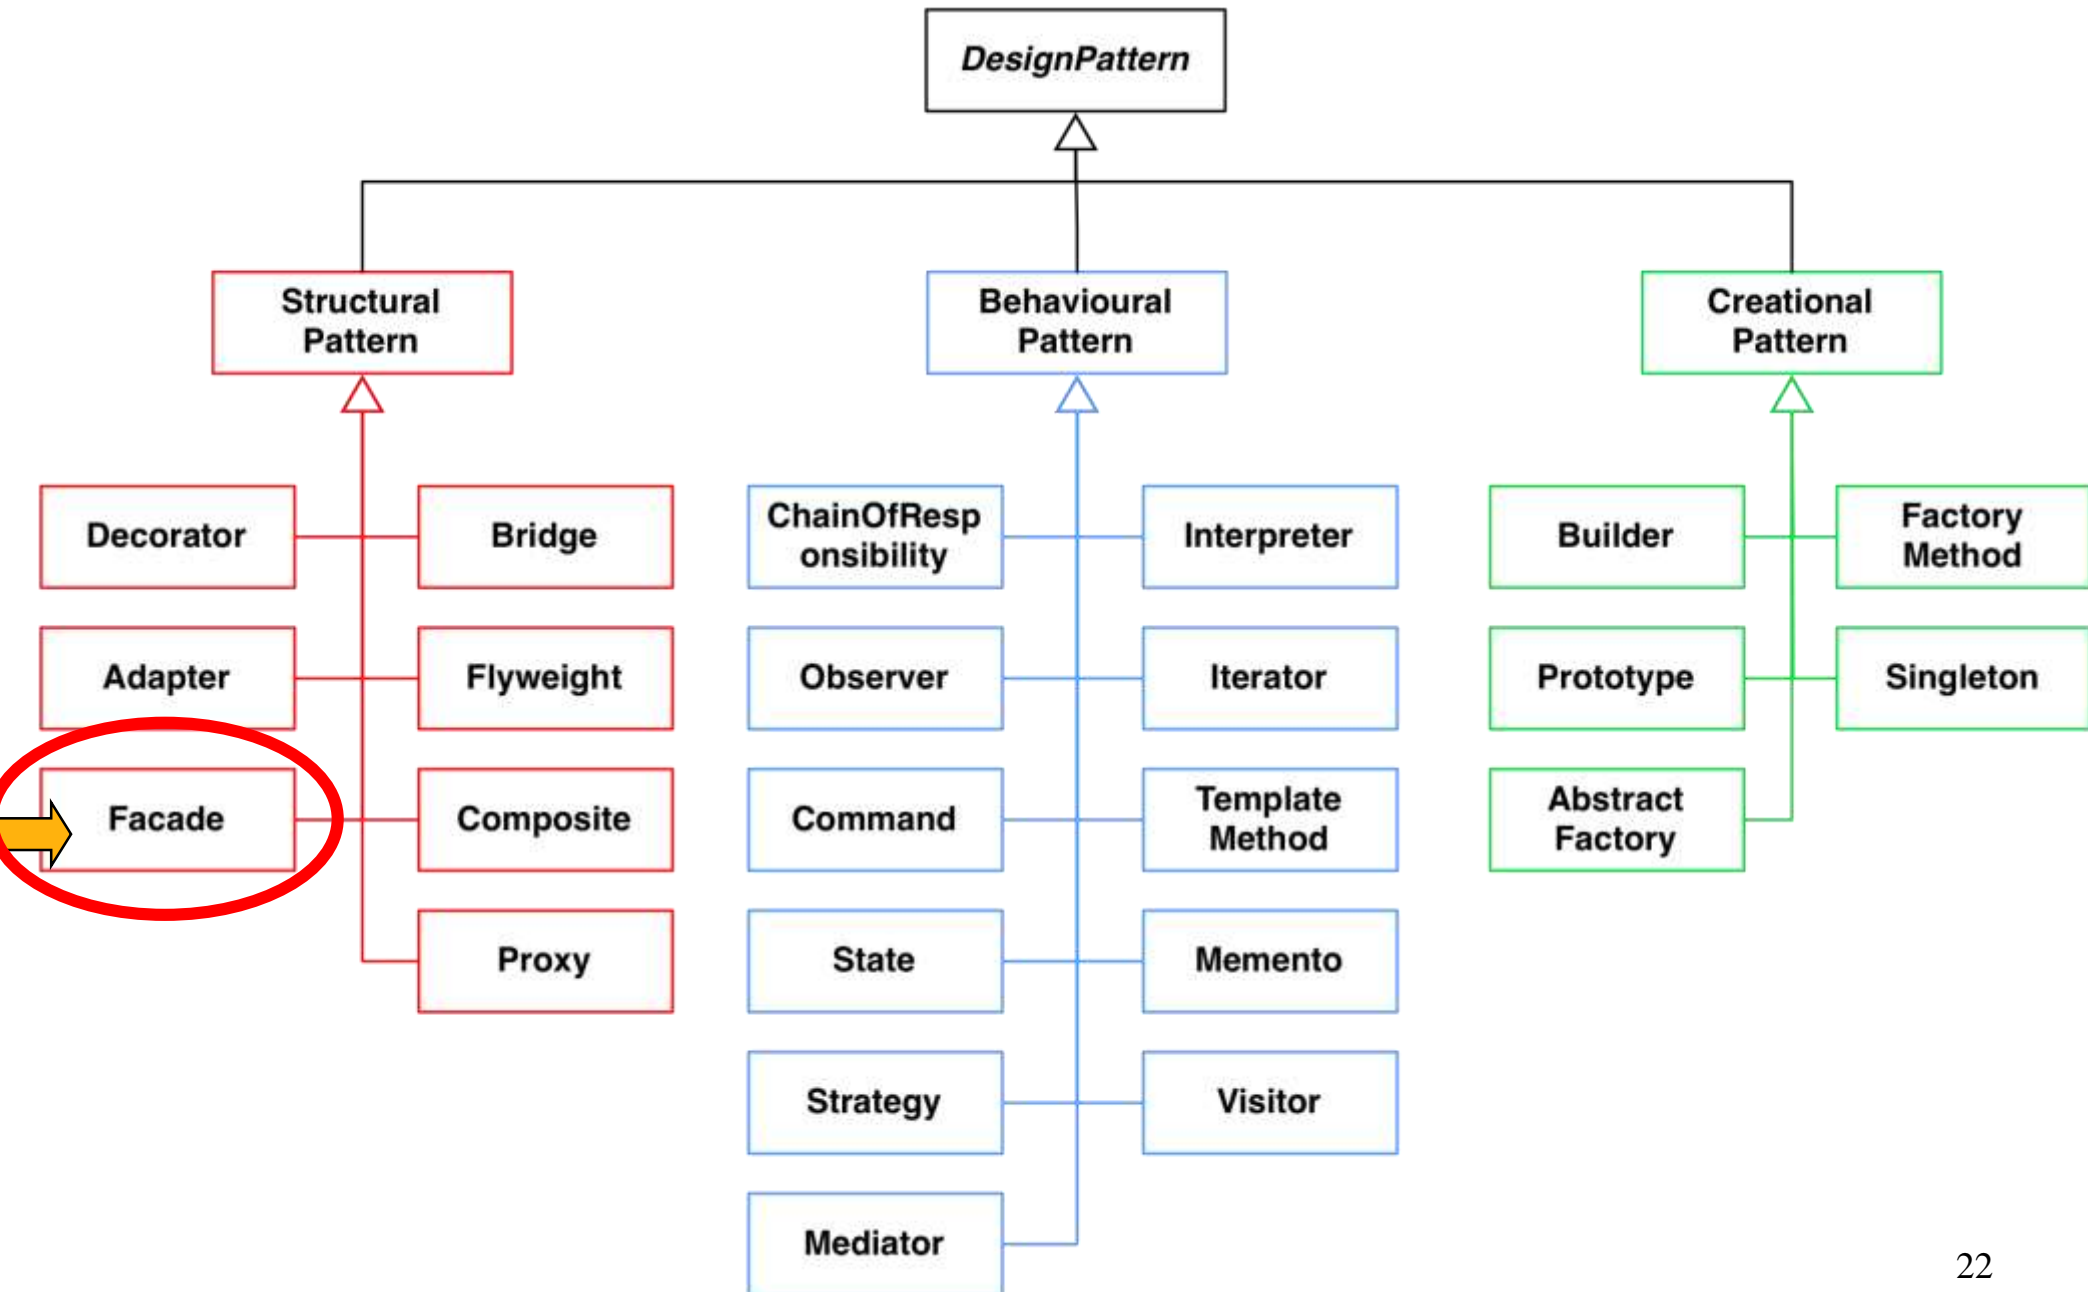 DesignPattern
Structural
Pattern
Behavioural
Pattern
Creational
Pattern
Decorator
Bridge
ChainOfResp
onsibility
Interpreter
Builder
Factory
Method
Adapter
Flyweight
Observer
Iterator
Prototype
Singleton
Facade
Composite
Command
Template
Method
Abstract
Factory
Proxy
State
Memento
Strategy
Visitor
Mediator
22